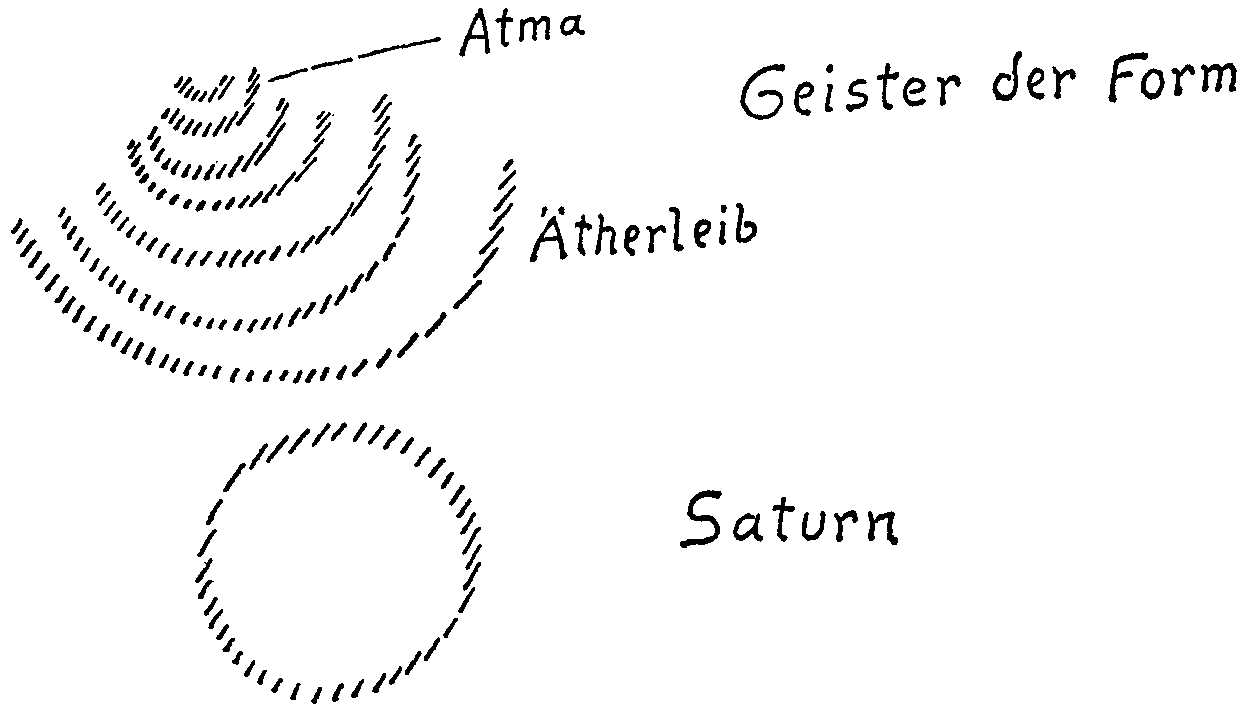 Atma
Geister der Form
Ätherleib
Saturn